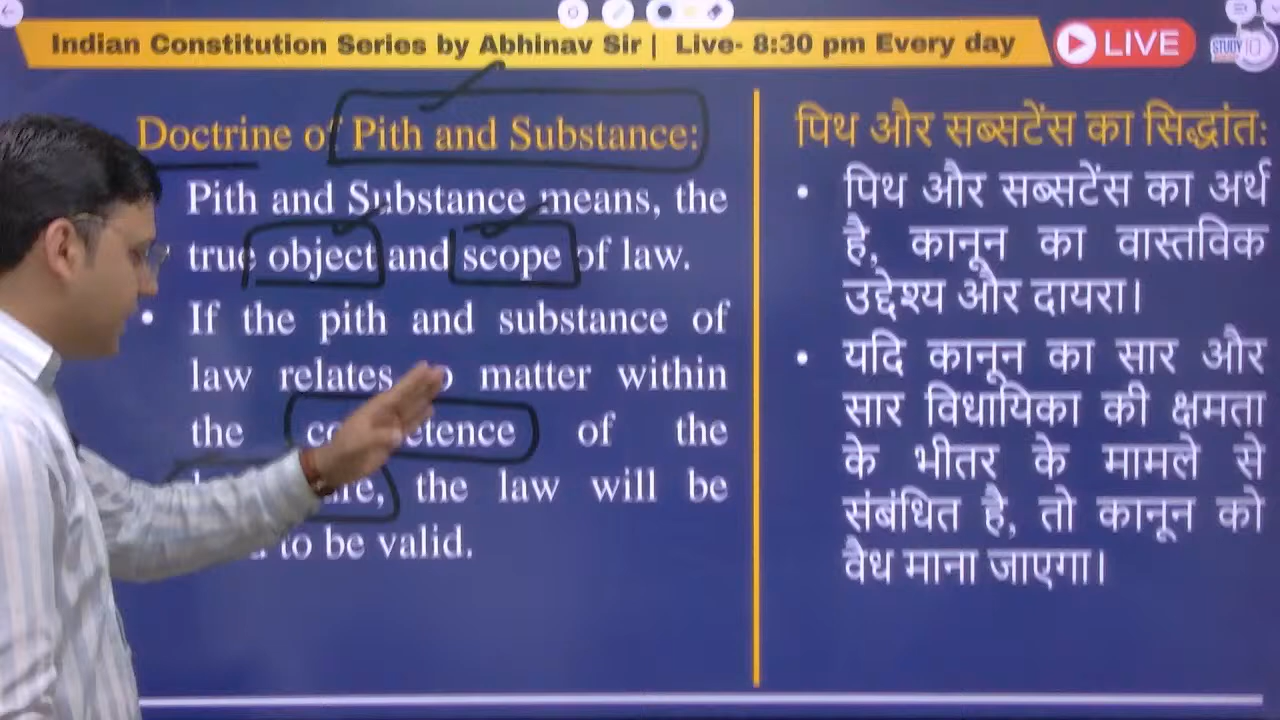 Indian Constitution Series by Abhinav Sir | Live- 8:30 pm Every day
LIVE
STUDY
Doctrine of Pith and Substance:
Pith and Substance means, the
true object and scope of law.
• If the pith and substance of
law relates matter within
the of the
the law will be
to be valid.
पिथ और सब्सटेंस का सिद्धांत:
• पिथ और सब्सटेंस का अर्थ
है, कानून का वास्तविक
उद्देश्य और दायरा।
• यदि कानून का सार और
सार विधायिका की क्षमता
के भीतर के मामले से
संबंधित है, तो कानून को
वैध माना जाएगा।